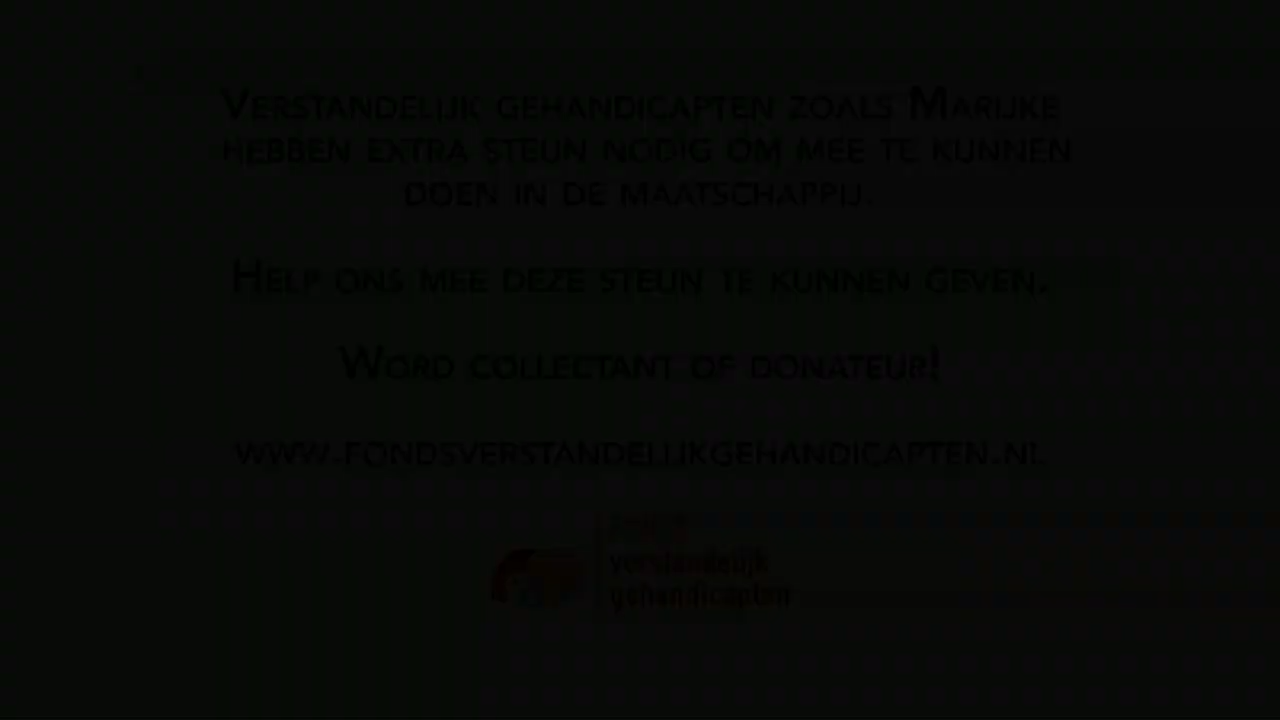 Verstandelijk gehandicapten zoals Marijke
hebben extra steun nodig om mee te kunnen
doen in de maatschappij.
Help ons mee deze steun te kunnen geven.
Word collectant of donateur!
www.fondsverstandelijkgehandicapten.nl
fonds
verstandelijk
gehandicapten